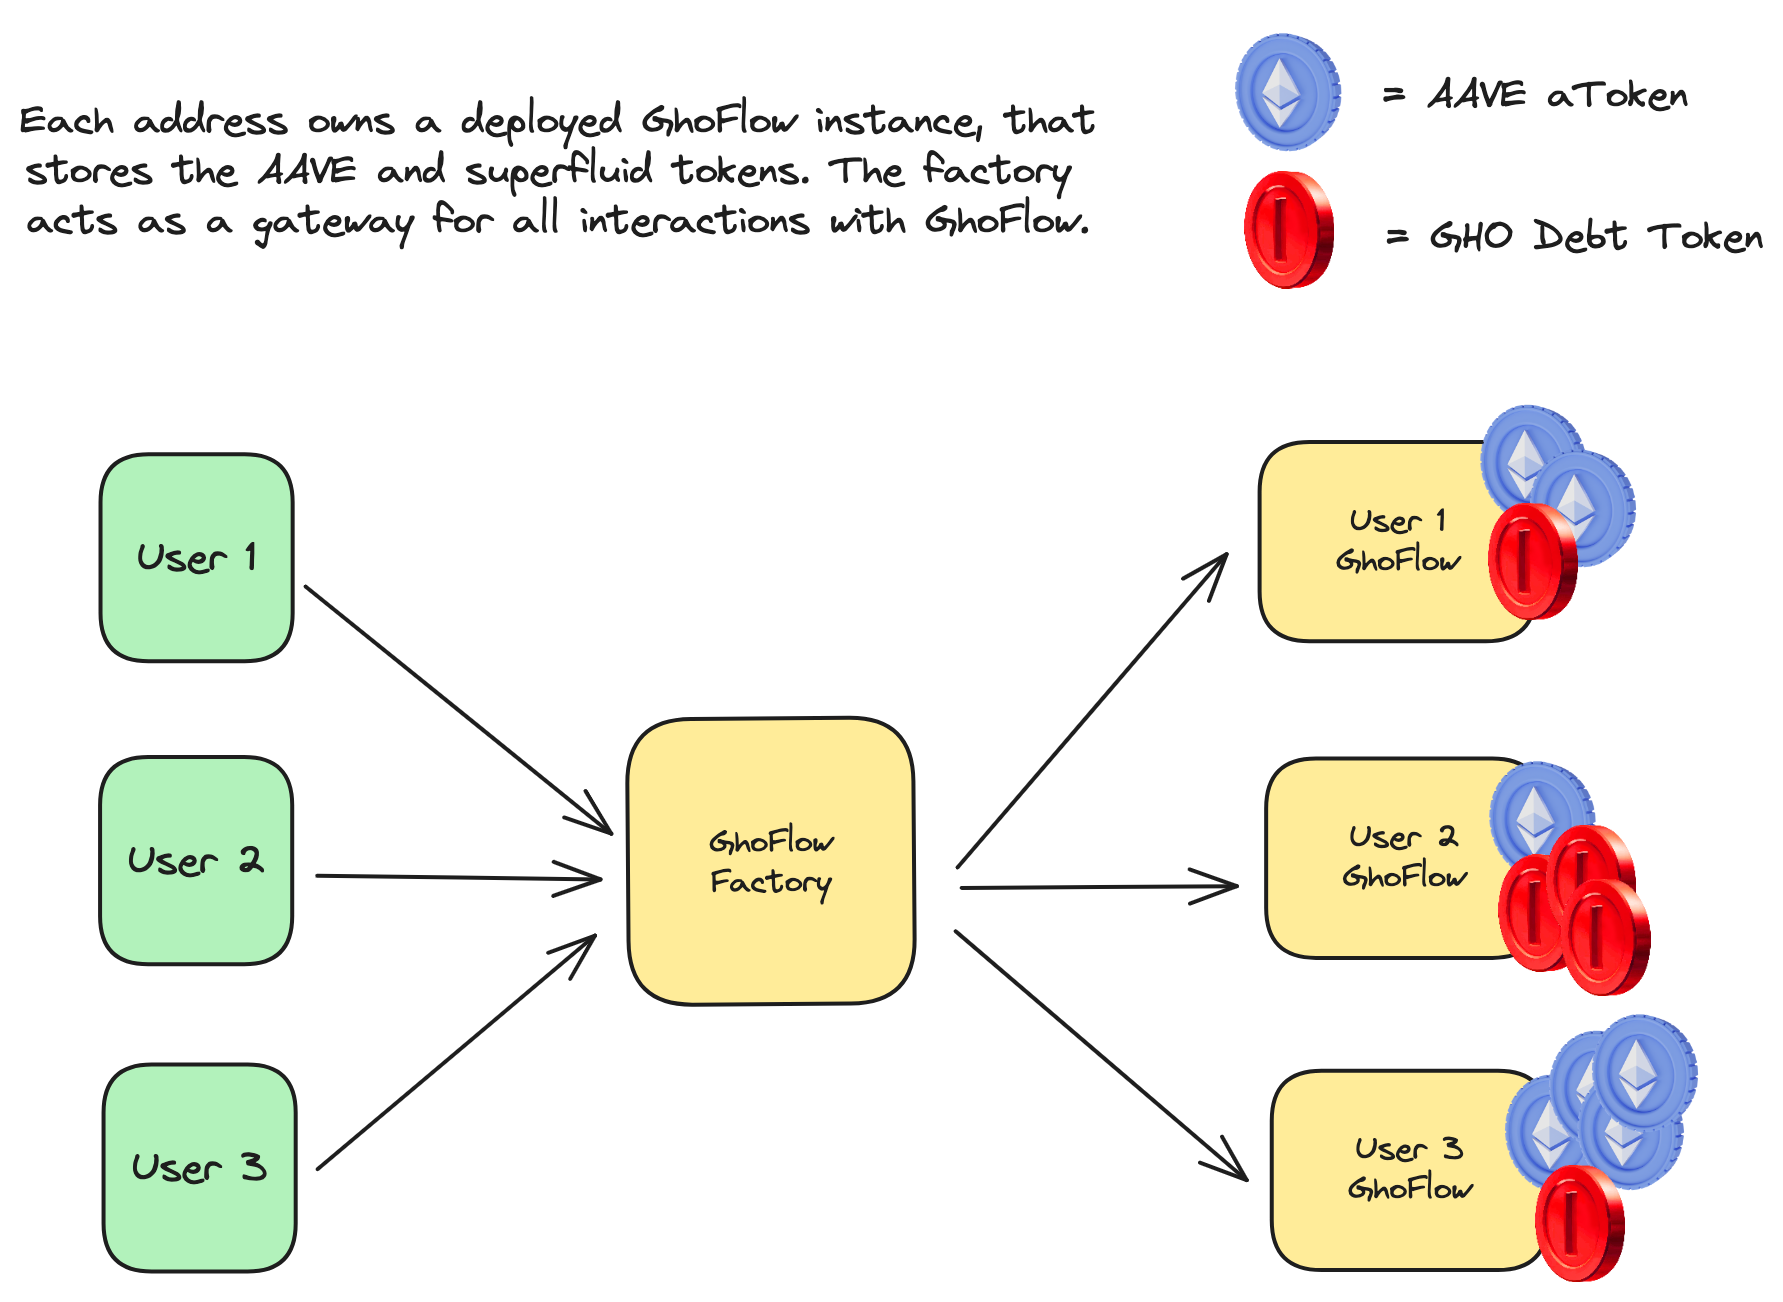 Each address owns a deployed GhoFlow instance, that
stores the AAVE and superfluid tokens. The factory
acts as a gateway for all interactions with GhoFlow.
= AAVE aToken
= GHO Debt Token
User 1
User 2
User 3
GhoFlow
Factory
User 1
GhoFlow
User 2
GhoFlow
User 3
GhoFlow